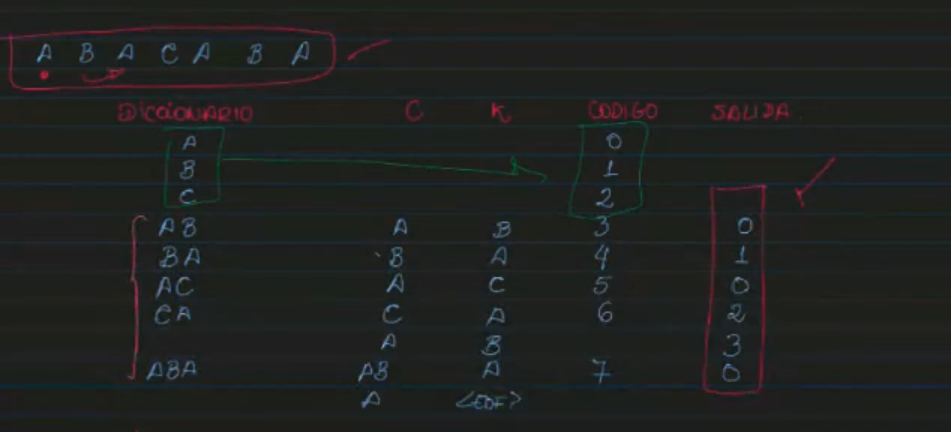 A B A C A B A
DICCIONARIO C K CODIGO SALIDA
A 0
B 1
C 2
AB A B 3 0
BA B A 4 1
AC A C 5 0
CA C A 6 2
A B 3
ABA AB A 7 0
A <EOF>